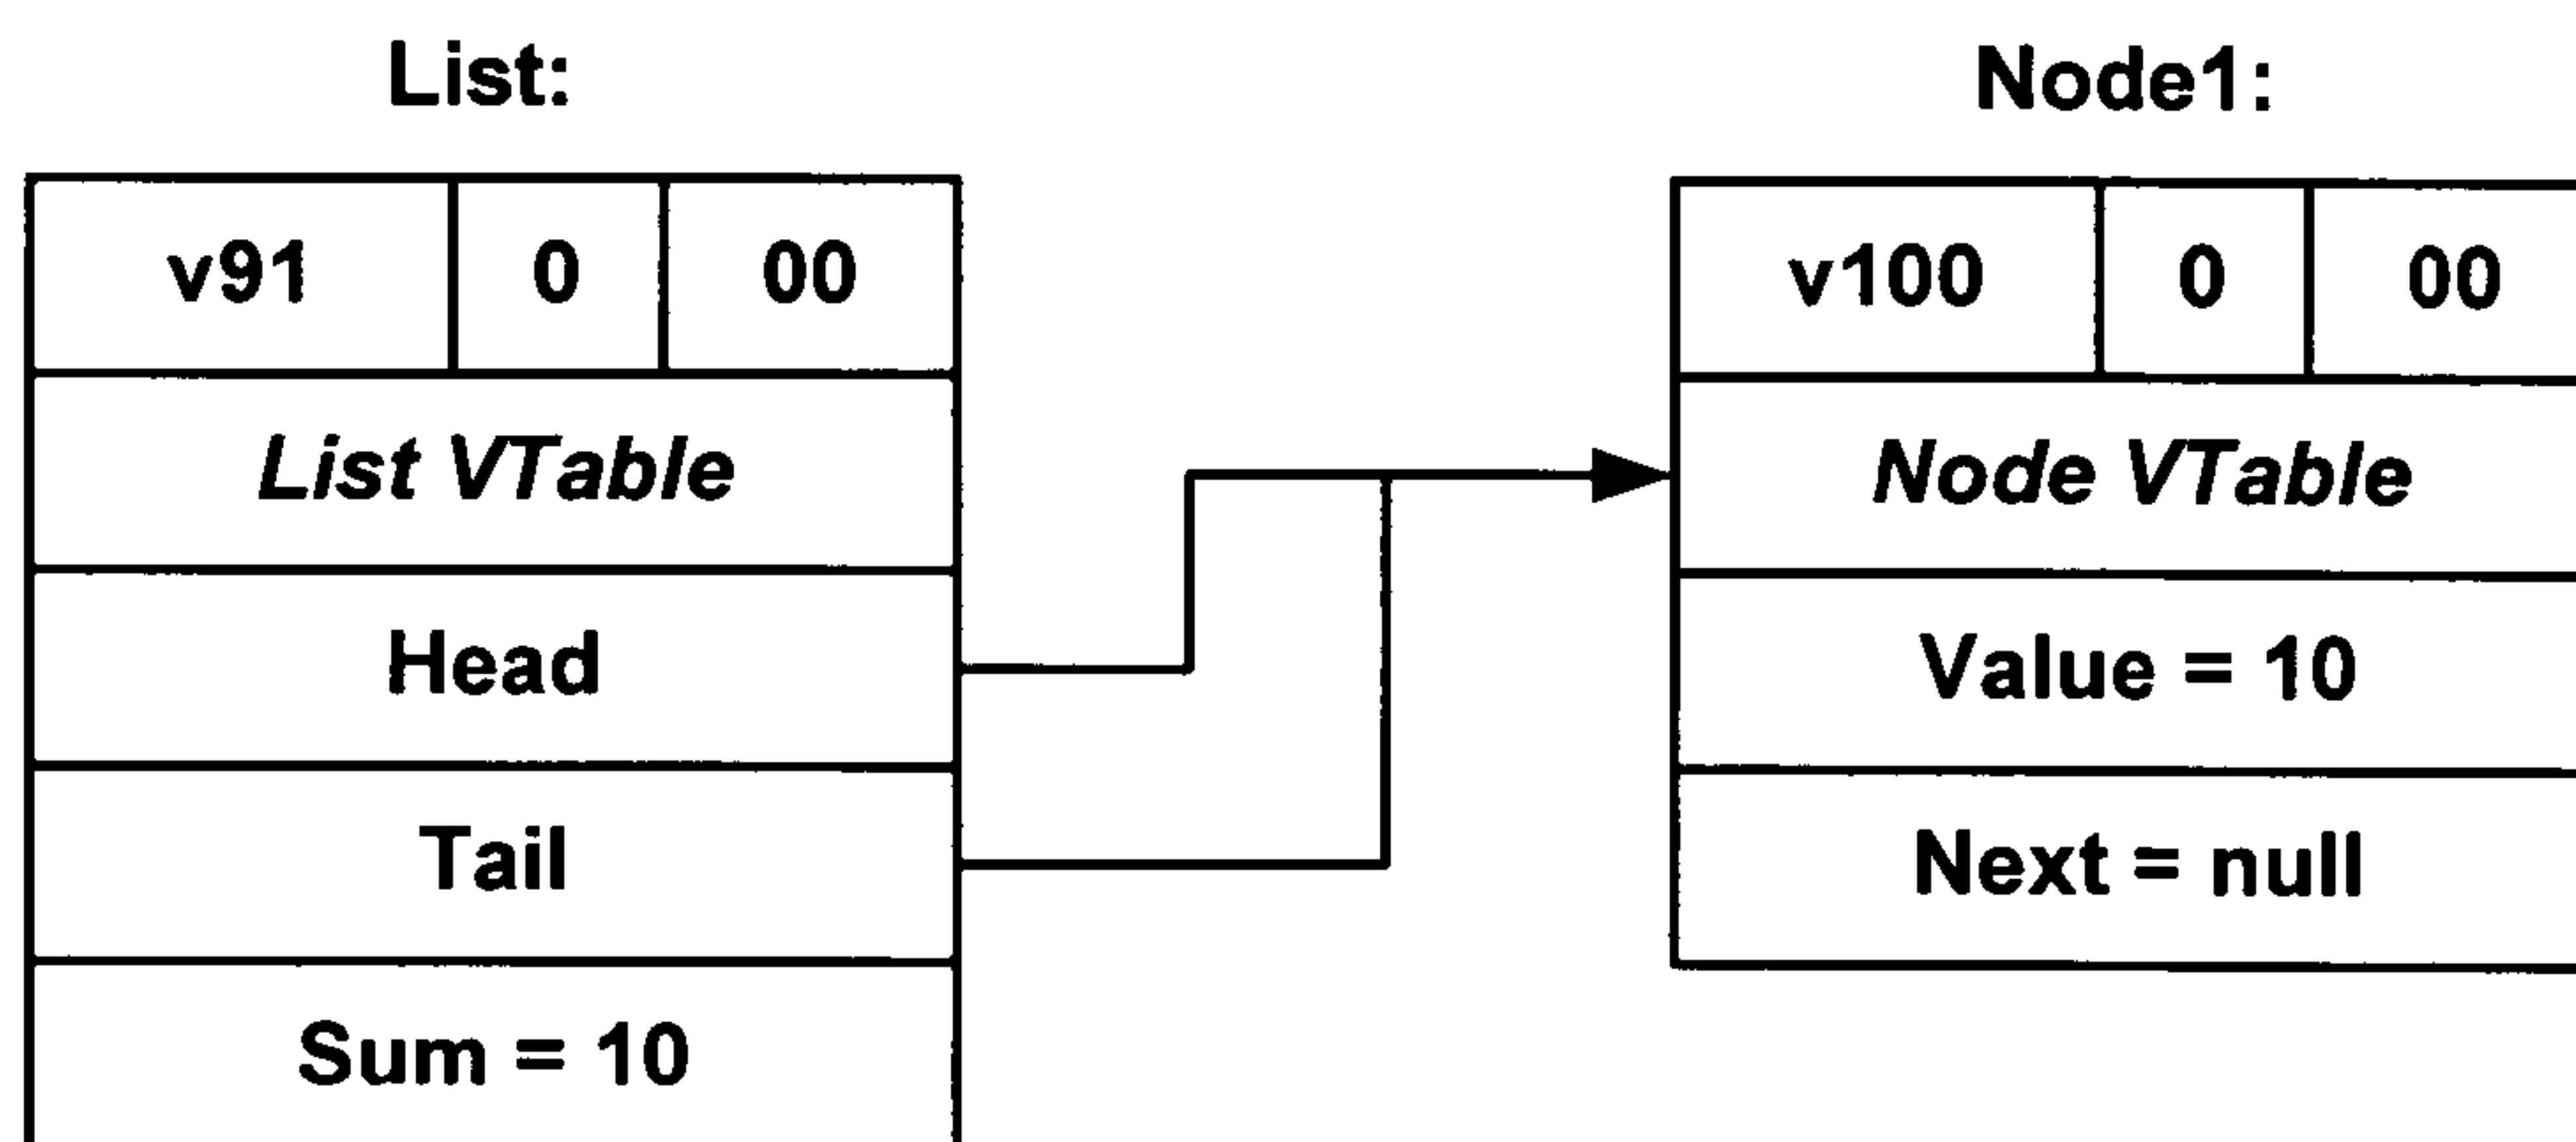 List:
v91 0 00
List VTable
Head
Tail
Sum = 10
Node1:
v100 0 00
Node VTable
Value = 10
Next = null